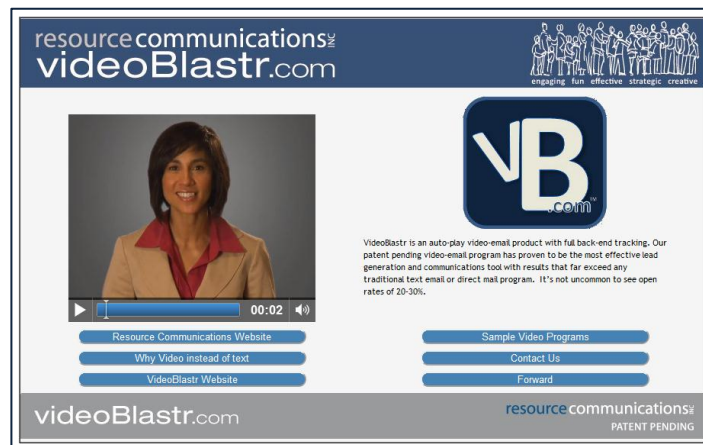 resource communications INC
videoBlastr.com
engaging fun effective strategic creative
VB
.com™
VideoBlastr is an auto-play video-email product with full back-end tracking. Our
patent pending video-email program has proven to be the most effective lead
generation and communications tool with results that far exceed any
traditional text email or direct mail program. It's not uncommon to see open
rates of 20-30%.
00:02
Resource Communications Website
Sample Video Programs
Why Video instead of text
Contact Us
VideoBlastr Website
Forward
videoBlastr.com
resource communications INC
PATENT PENDING